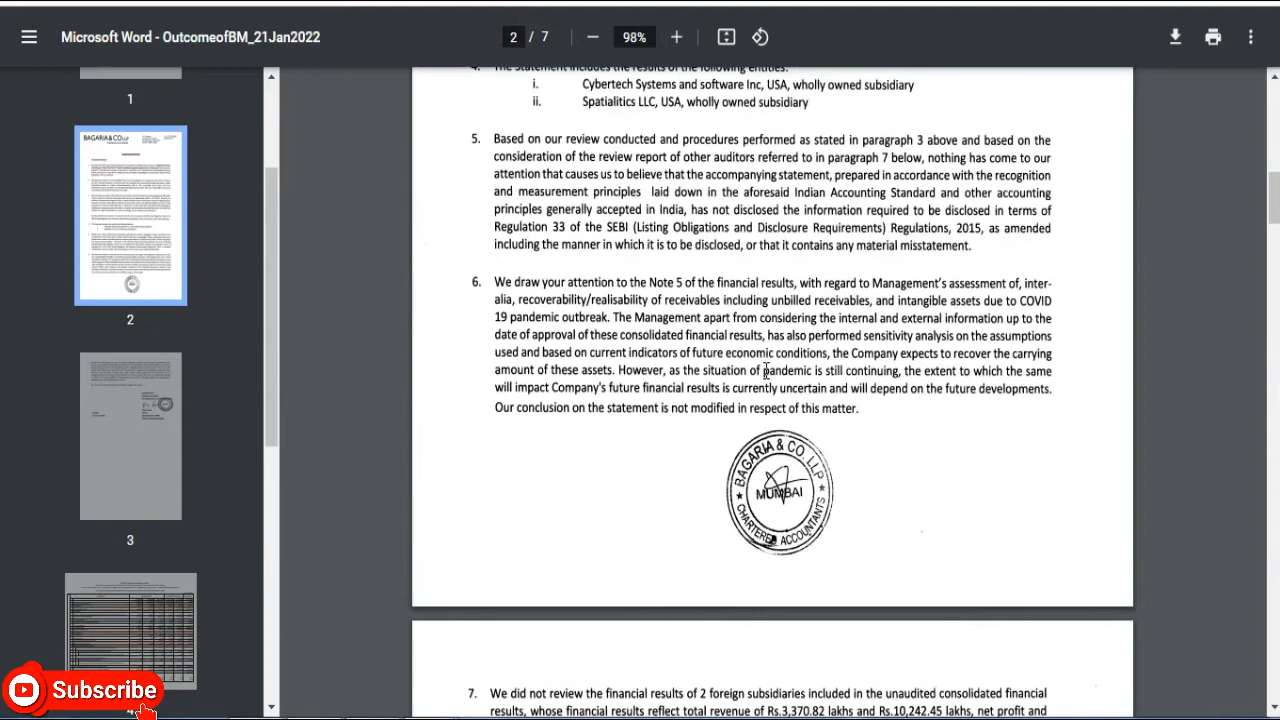 Microsoft Word - OutcomeofBM_21Jan2022
2 / 7
98%
1
BAGARIA & CO. LLP
2
3
4. The Statement includes the results of the following entities:
i. Cybertech Systems and software Inc, USA, wholly owned subsidiary
ii. Spatialitics LLC, USA, wholly owned subsidiary
5. Based on our review conducted and procedures performed as stated in paragraph 3 above and based on the
consideration of the review report of other auditors referred to in paragraph 7 below, nothing has come to our
attention that causes us to believe that the accompanying statement, prepared in accordance with the recognition
and measurement principles laid down in the aforesaid Indian Accounting Standard and other accounting
principles generally accepted in India, has not disclosed the information required to be disclosed in terms of
Regulation 33 of the SEBI (Listing Obligations and Disclosure Requirements) Regulations, 2015, as amended
including the manner in which it is to be disclosed, or that it contains any material misstatement.
6. We draw your attention to the Note 5 of the financial results, with regard to Management's assessment of, inter-
alia, recoverability/realisability of receivables including unbilled receivables, and intangible assets due to COVID
19 pandemic outbreak. The Management apart from considering the internal and external information up to the
date of approval of these consolidated financial results, has also performed sensitivity analysis on the assumptions
used and based on current indicators of future economic conditions, the Company expects to recover the carrying
amount of these assets. However, as the situation of pandemic is still continuing, the extent to which the same
will impact Company's future financial results is currently uncertain and will depend on the future developments.
Our conclusion on the statement is not modified in respect of this matter.
BAGARIA & CO. LLP
MUMBAI
CHARTERED ACCOUNTANTS
7. We did not review the financial results of 2 foreign subsidiaries included in the unaudited consolidated financial
results, whose financial results reflect total revenue of Rs.3,370.82 lakhs and Rs.10,242.45 lakhs, net profit and
Subscribe